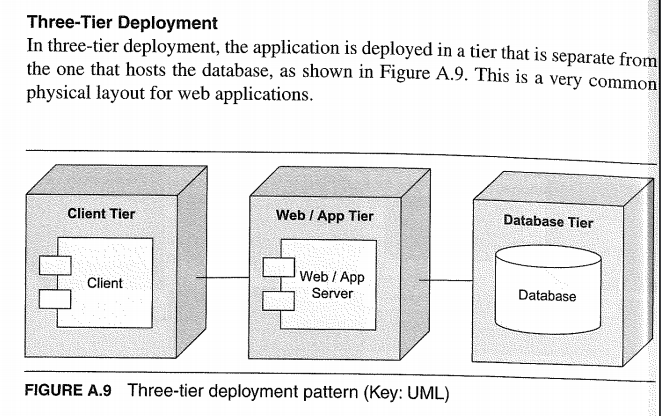 Three-Tier Deployment
In three-tier deployment, the application is deployed in a tier that is separate from
the one that hosts the database, as shown in Figure A.9. This is a very common
physical layout for web applications.
Client Tier
Client
Web / App Tier
Web / App
Server
Database Tier
Database
FIGURE A.9 Three-tier deployment pattern (Key: UML)